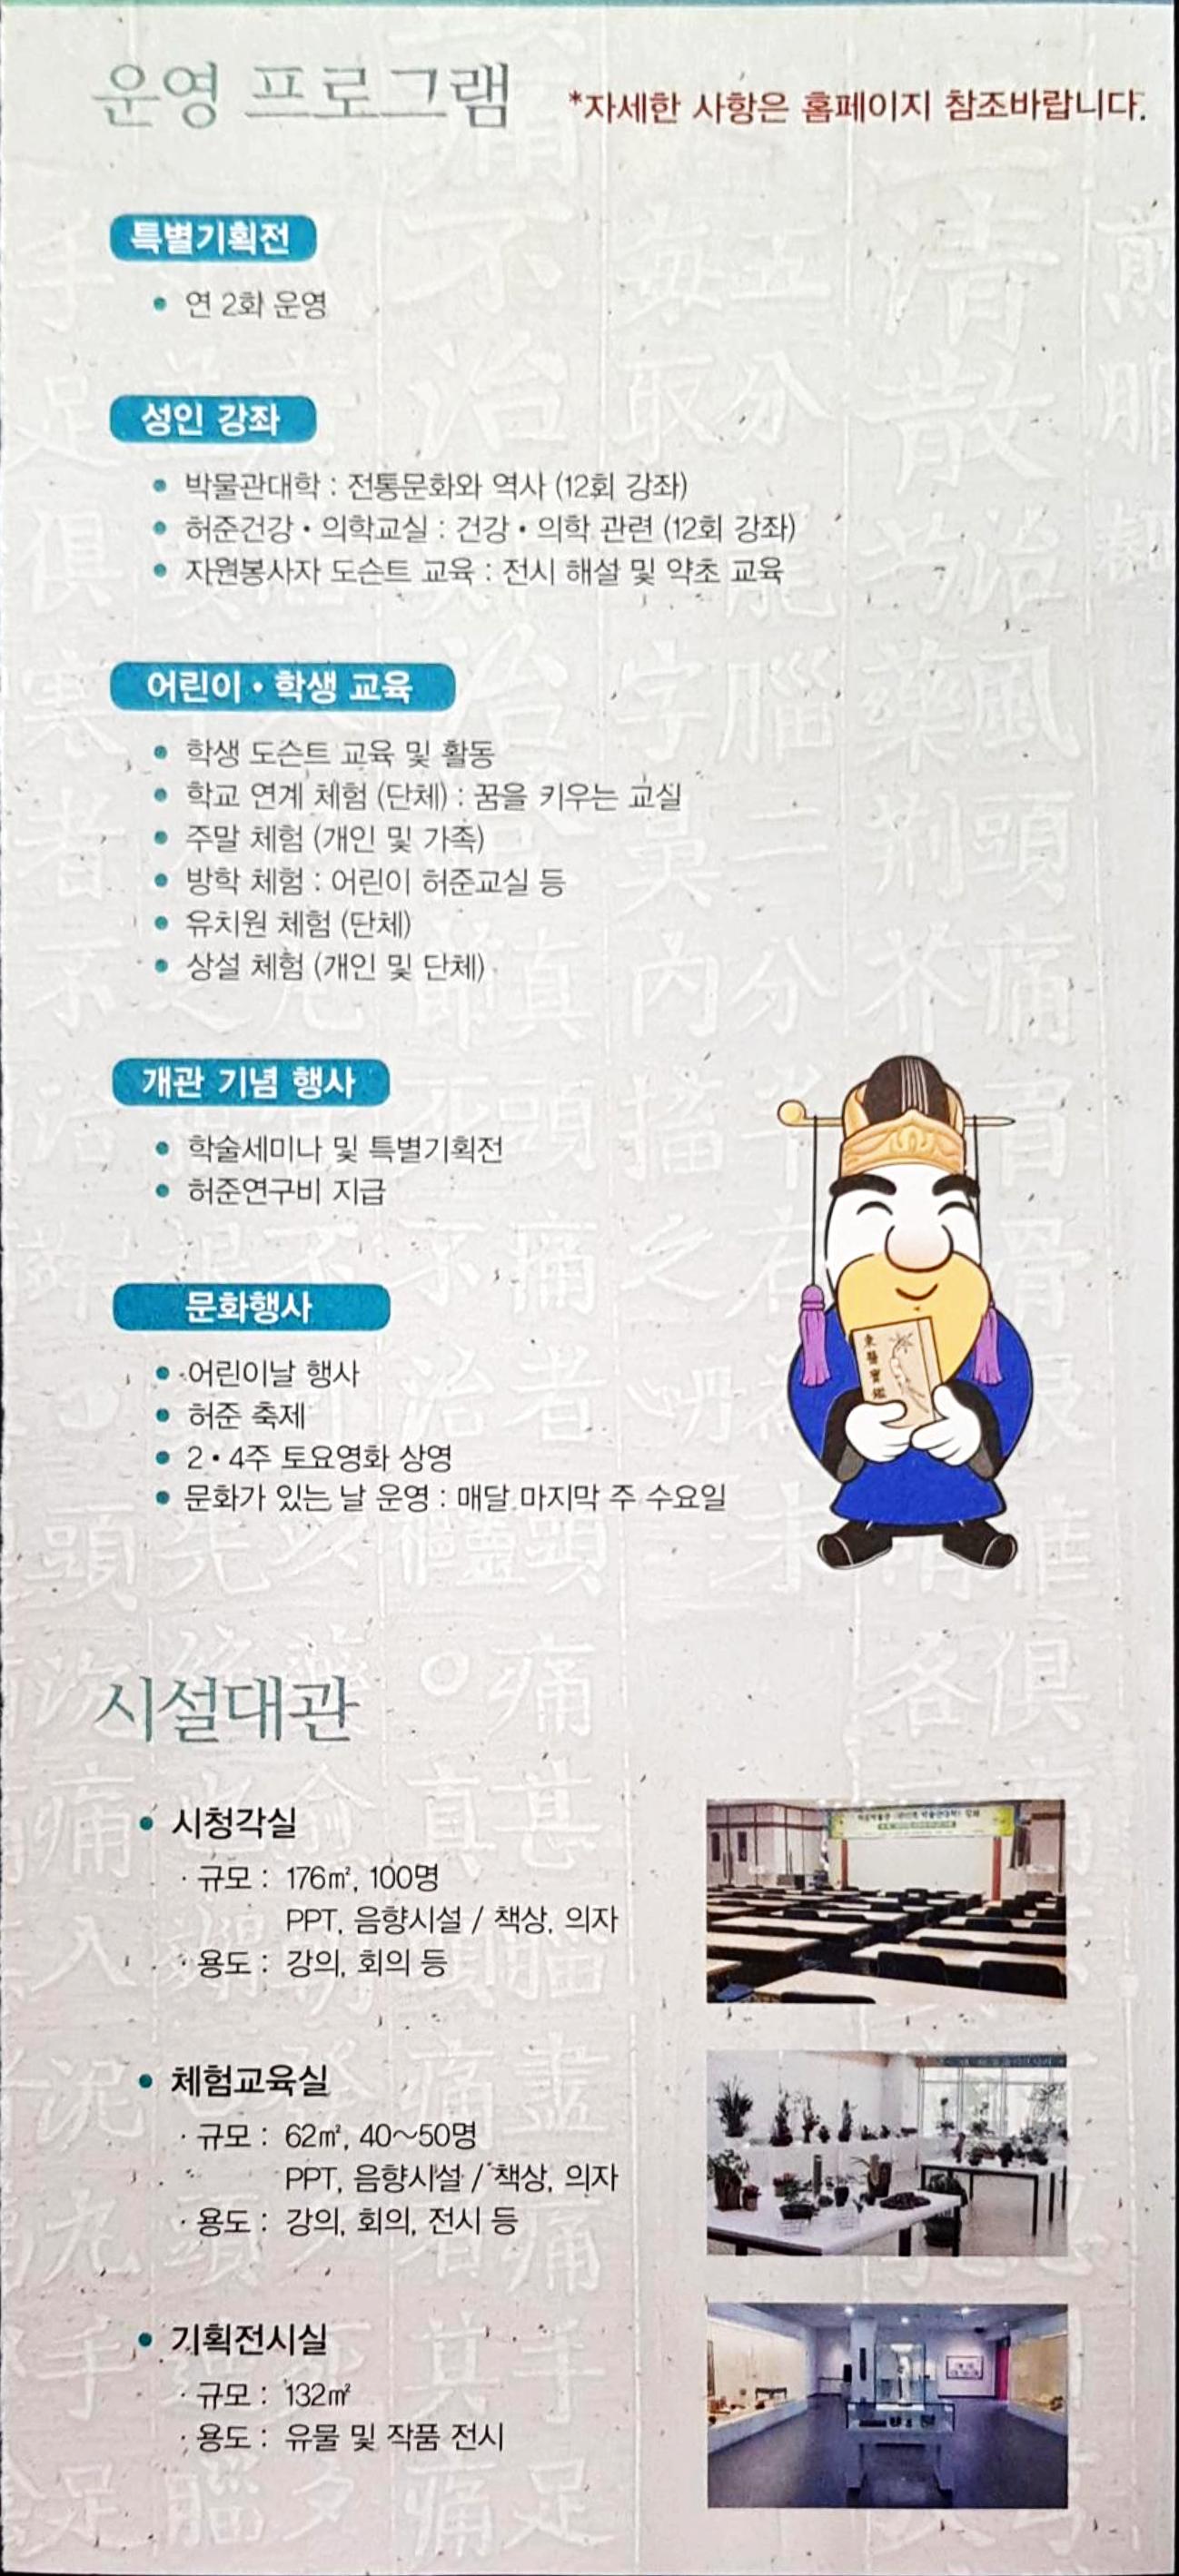 운영 프로그램 *자세한 사항은 홈페이지 참조바랍니다.
특별기획전
• 연 2회 운영
성인 강좌
• 박물관대학 : 전통문화와 역사 (12회 강좌)
• 허준건강 • 의학교실 : 건강 • 의학 관련 (12회 강좌)
• 자원봉사자 도슨트 교육 : 전시 해설 및 약초 교육
어린이 • 학생 교육
• 학생 도슨트 교육 및 활동
• 학교 연계 체험 (단체) : 꿈을 키우는 교실
• 주말 체험 (개인 및 가족)
• 방학 체험 : 어린이 허준교실 등
• 유치원 체험 (단체)
• 상설 체험 (개인 및 단체)
개관 기념 행사
• 학술세미나 및 특별기획전
• 허준연구비 지급
문화행사
• 어린이날 행사
• 허준 축제
• 2 • 4주 토요영화 상영
• 문화가 있는 날 운영 : 매달 마지막 주 수요일
東醫寶鑑
시설대관
• 시청각실
· 규모 : 176㎡, 100명
PPT, 음향시설 / 책상, 의자
· 용도 : 강의, 회의 등
• 체험교육실
· 규모 : 62㎡, 40~50명
PPT, 음향시설 / 책상, 의자
· 용도 : 강의, 회의, 전시 등
• 기획전시실
· 규모 : 132㎡
· 용도 : 유물 및 작품 전시